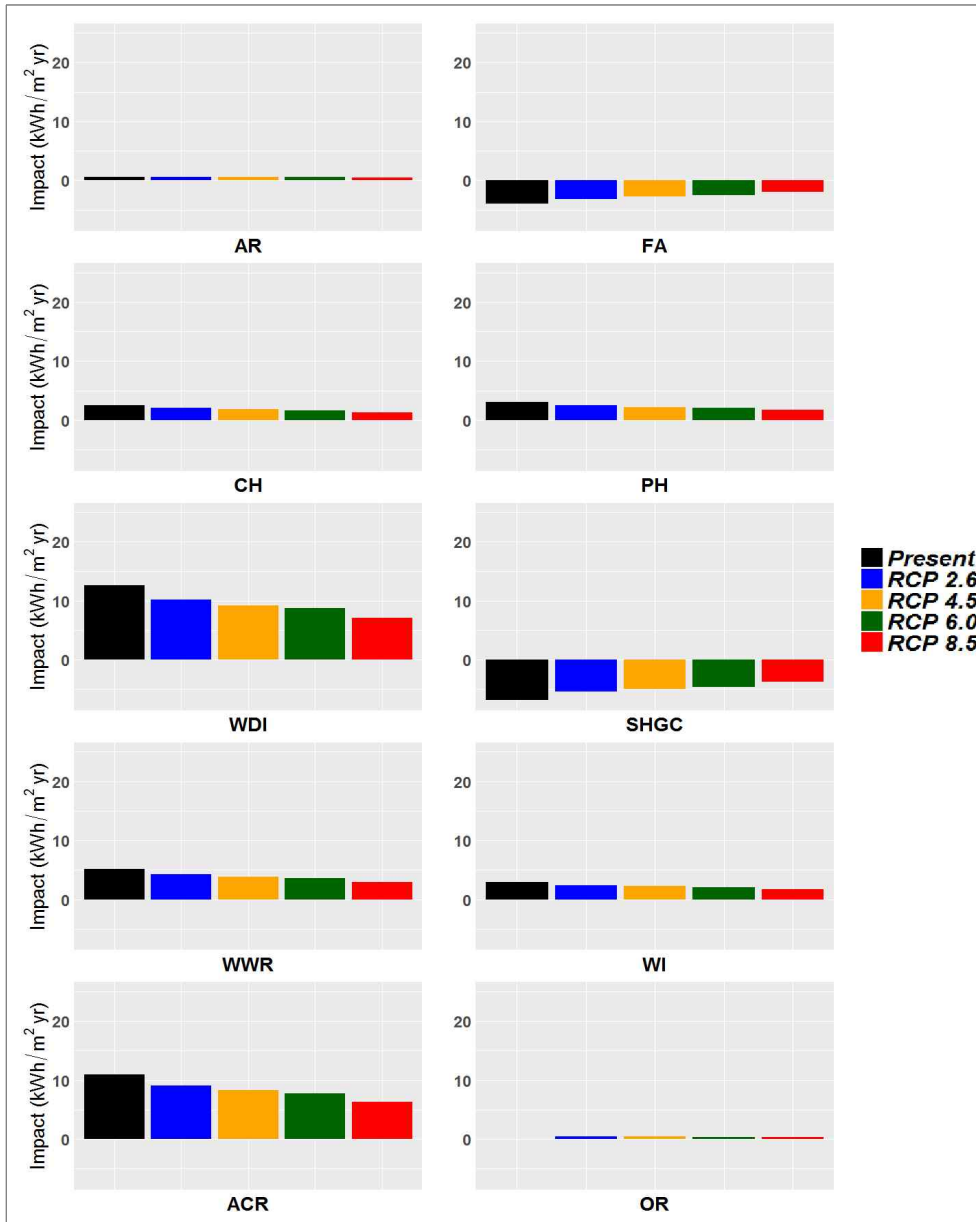 Impact (kWh/m² yr)
20
10
0
AR
20
10
0
FA
Impact (kWh/m² yr)
20
10
0
CH
20
10
0
PH
Impact (kWh/m² yr)
20
10
0
WDI
20
10
0
SHGC
Impact (kWh/m² yr)
20
10
0
WWR
20
10
0
WI
Impact (kWh/m² yr)
20
10
0
ACR
20
10
0
OR
Present
RCP 2.6
RCP 4.5
RCP 6.0
RCP 8.5